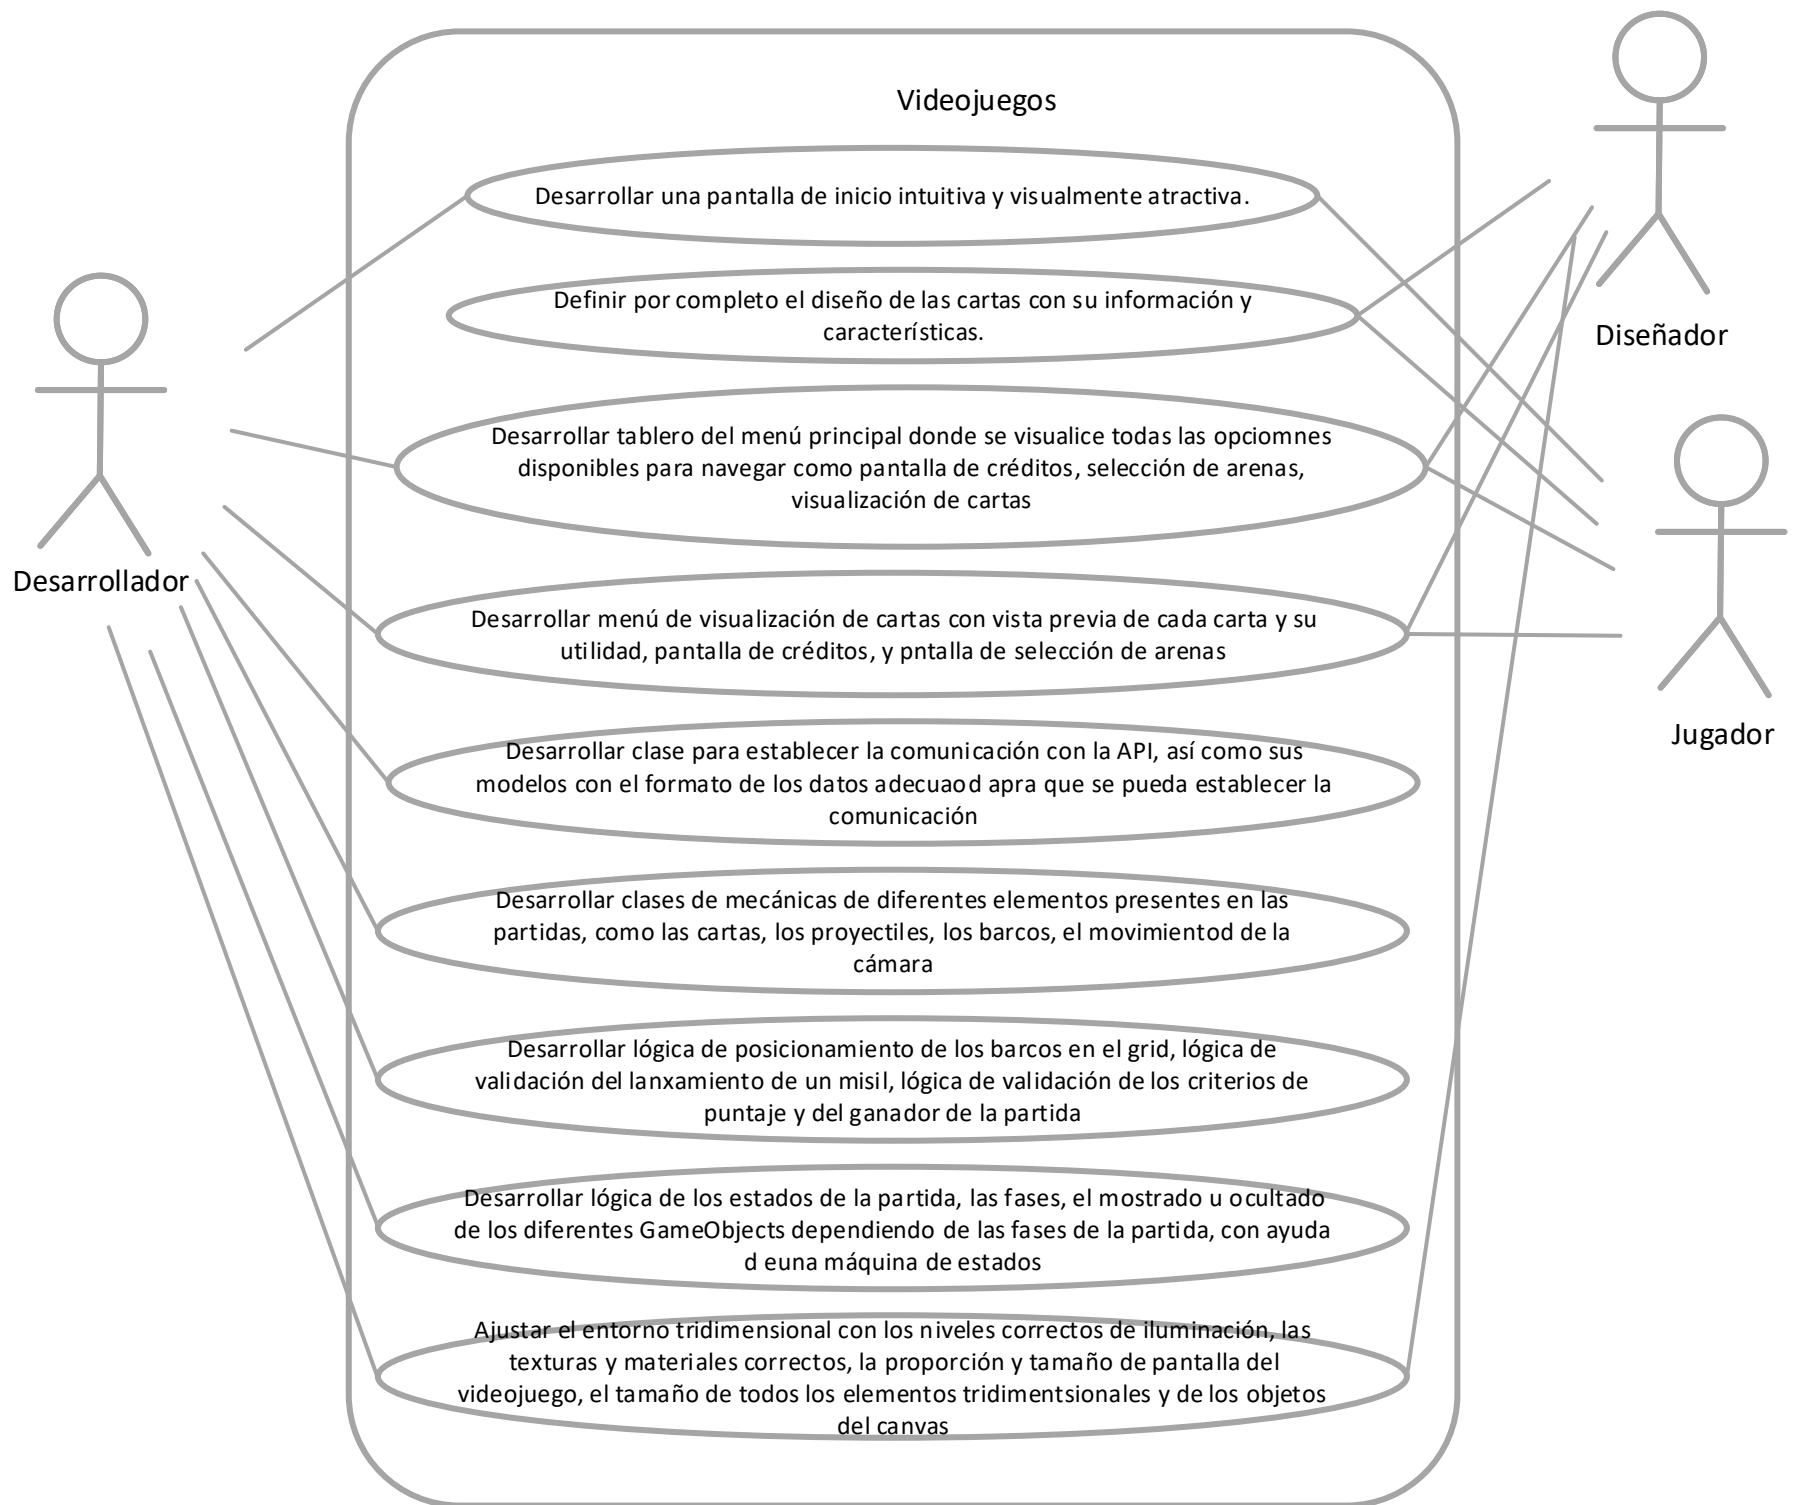 Videojuegos
Desarrollar una pantalla de inicio intuitiva y visualmente atractiva.
Definir por completo el diseño de las cartas con su información y
características.
Diseñador
Desarrollar tablero del menú principal donde se visualice todas las opciomnes
disponibles para navegar como pantalla de créditos, selección de arenas,
visualización de cartas
Desarrollador
Desarrollar menú de visualización de cartas con vista previa de cada carta y su
utilidad, pantalla de créditos, y pntalla de selección de arenas
Jugador
Desarrollar clase para establecer la comunicación con la API, así como sus
modelos con el formato de los datos adecuaod apra que se pueda establecer la
comunicación
Desarrollar clases de mecánicas de diferentes elementos presentes en las
partidas, como las cartas, los proyectiles, los barcos, el movimientod de la
cámara
Desarrollar lógica de posicionamiento de los barcos en el grid, lógica de
validación del lanxamiento de un misil, lógica de validación de los criterios de
puntaje y del ganador de la partida
Desarrollar lógica de los estados de la partida, las fases, el mostrado u ocultado
de los diferentes GameObjects dependiendo de las fases de la partida, con ayuda
d euna máquina de estados
Ajustar el entorno tridimensional con los niveles correctos de iluminación, las
texturas y materiales correctos, la proporción y tamaño de pantalla del
videojuego, el tamaño de todos los elementos tridimentsionales y de los objetos
del canvas